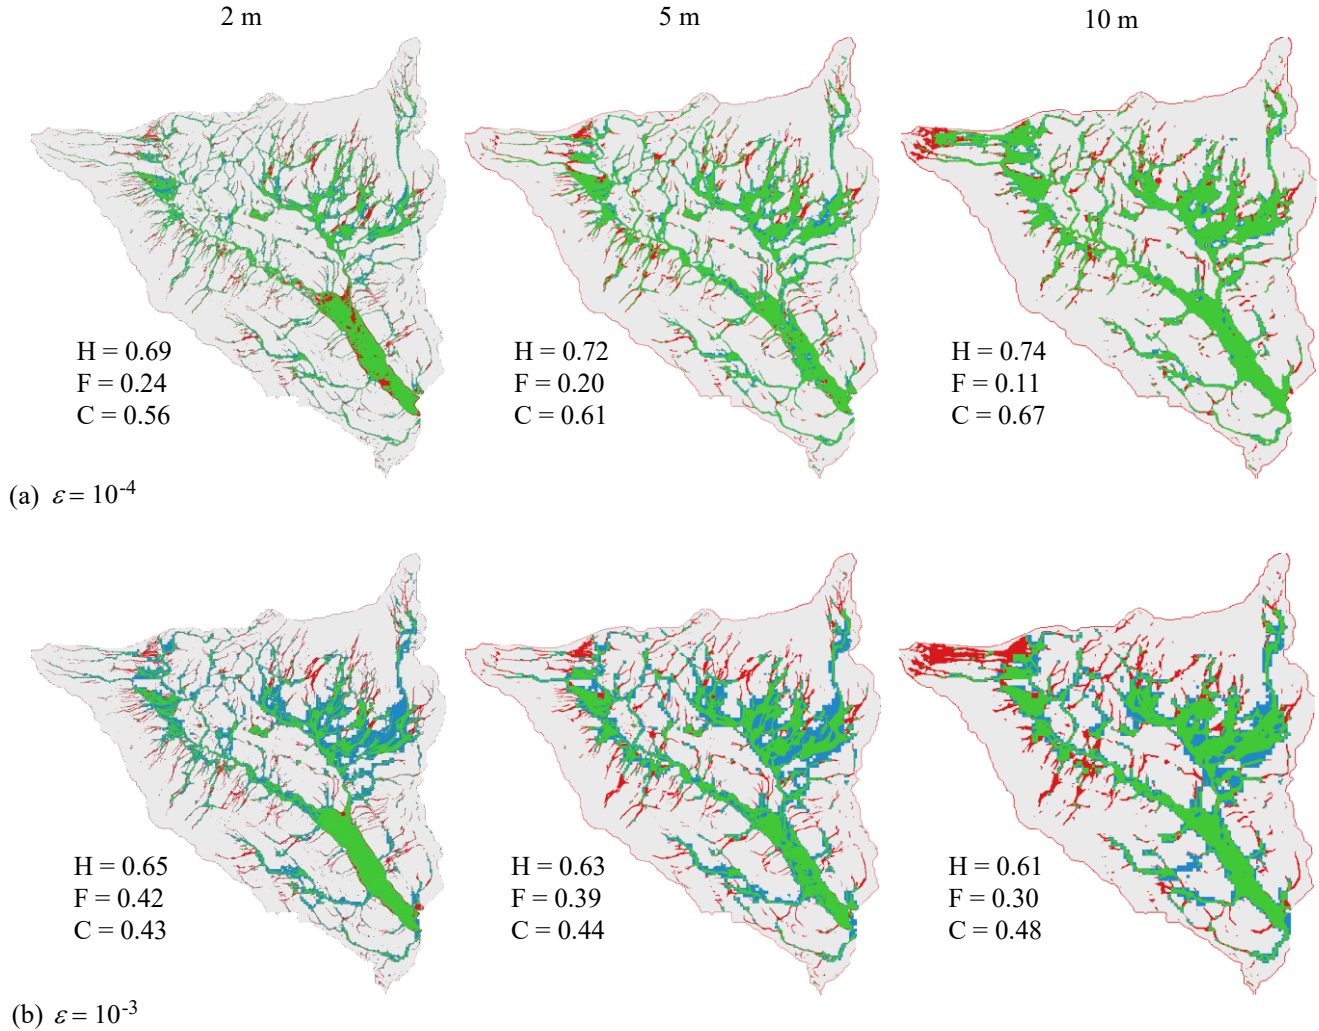 2 m 5 m 10 m
H = 0.69 H = 0.72 H = 0.74
F = 0.24 F = 0.20 F = 0.11
C = 0.56 C = 0.61 C = 0.67
(a) ε = 10⁻⁴
H = 0.65 H = 0.63 H = 0.61
F = 0.42 F = 0.39 F = 0.30
C = 0.43 C = 0.44 C = 0.48
(b) ε = 10⁻³